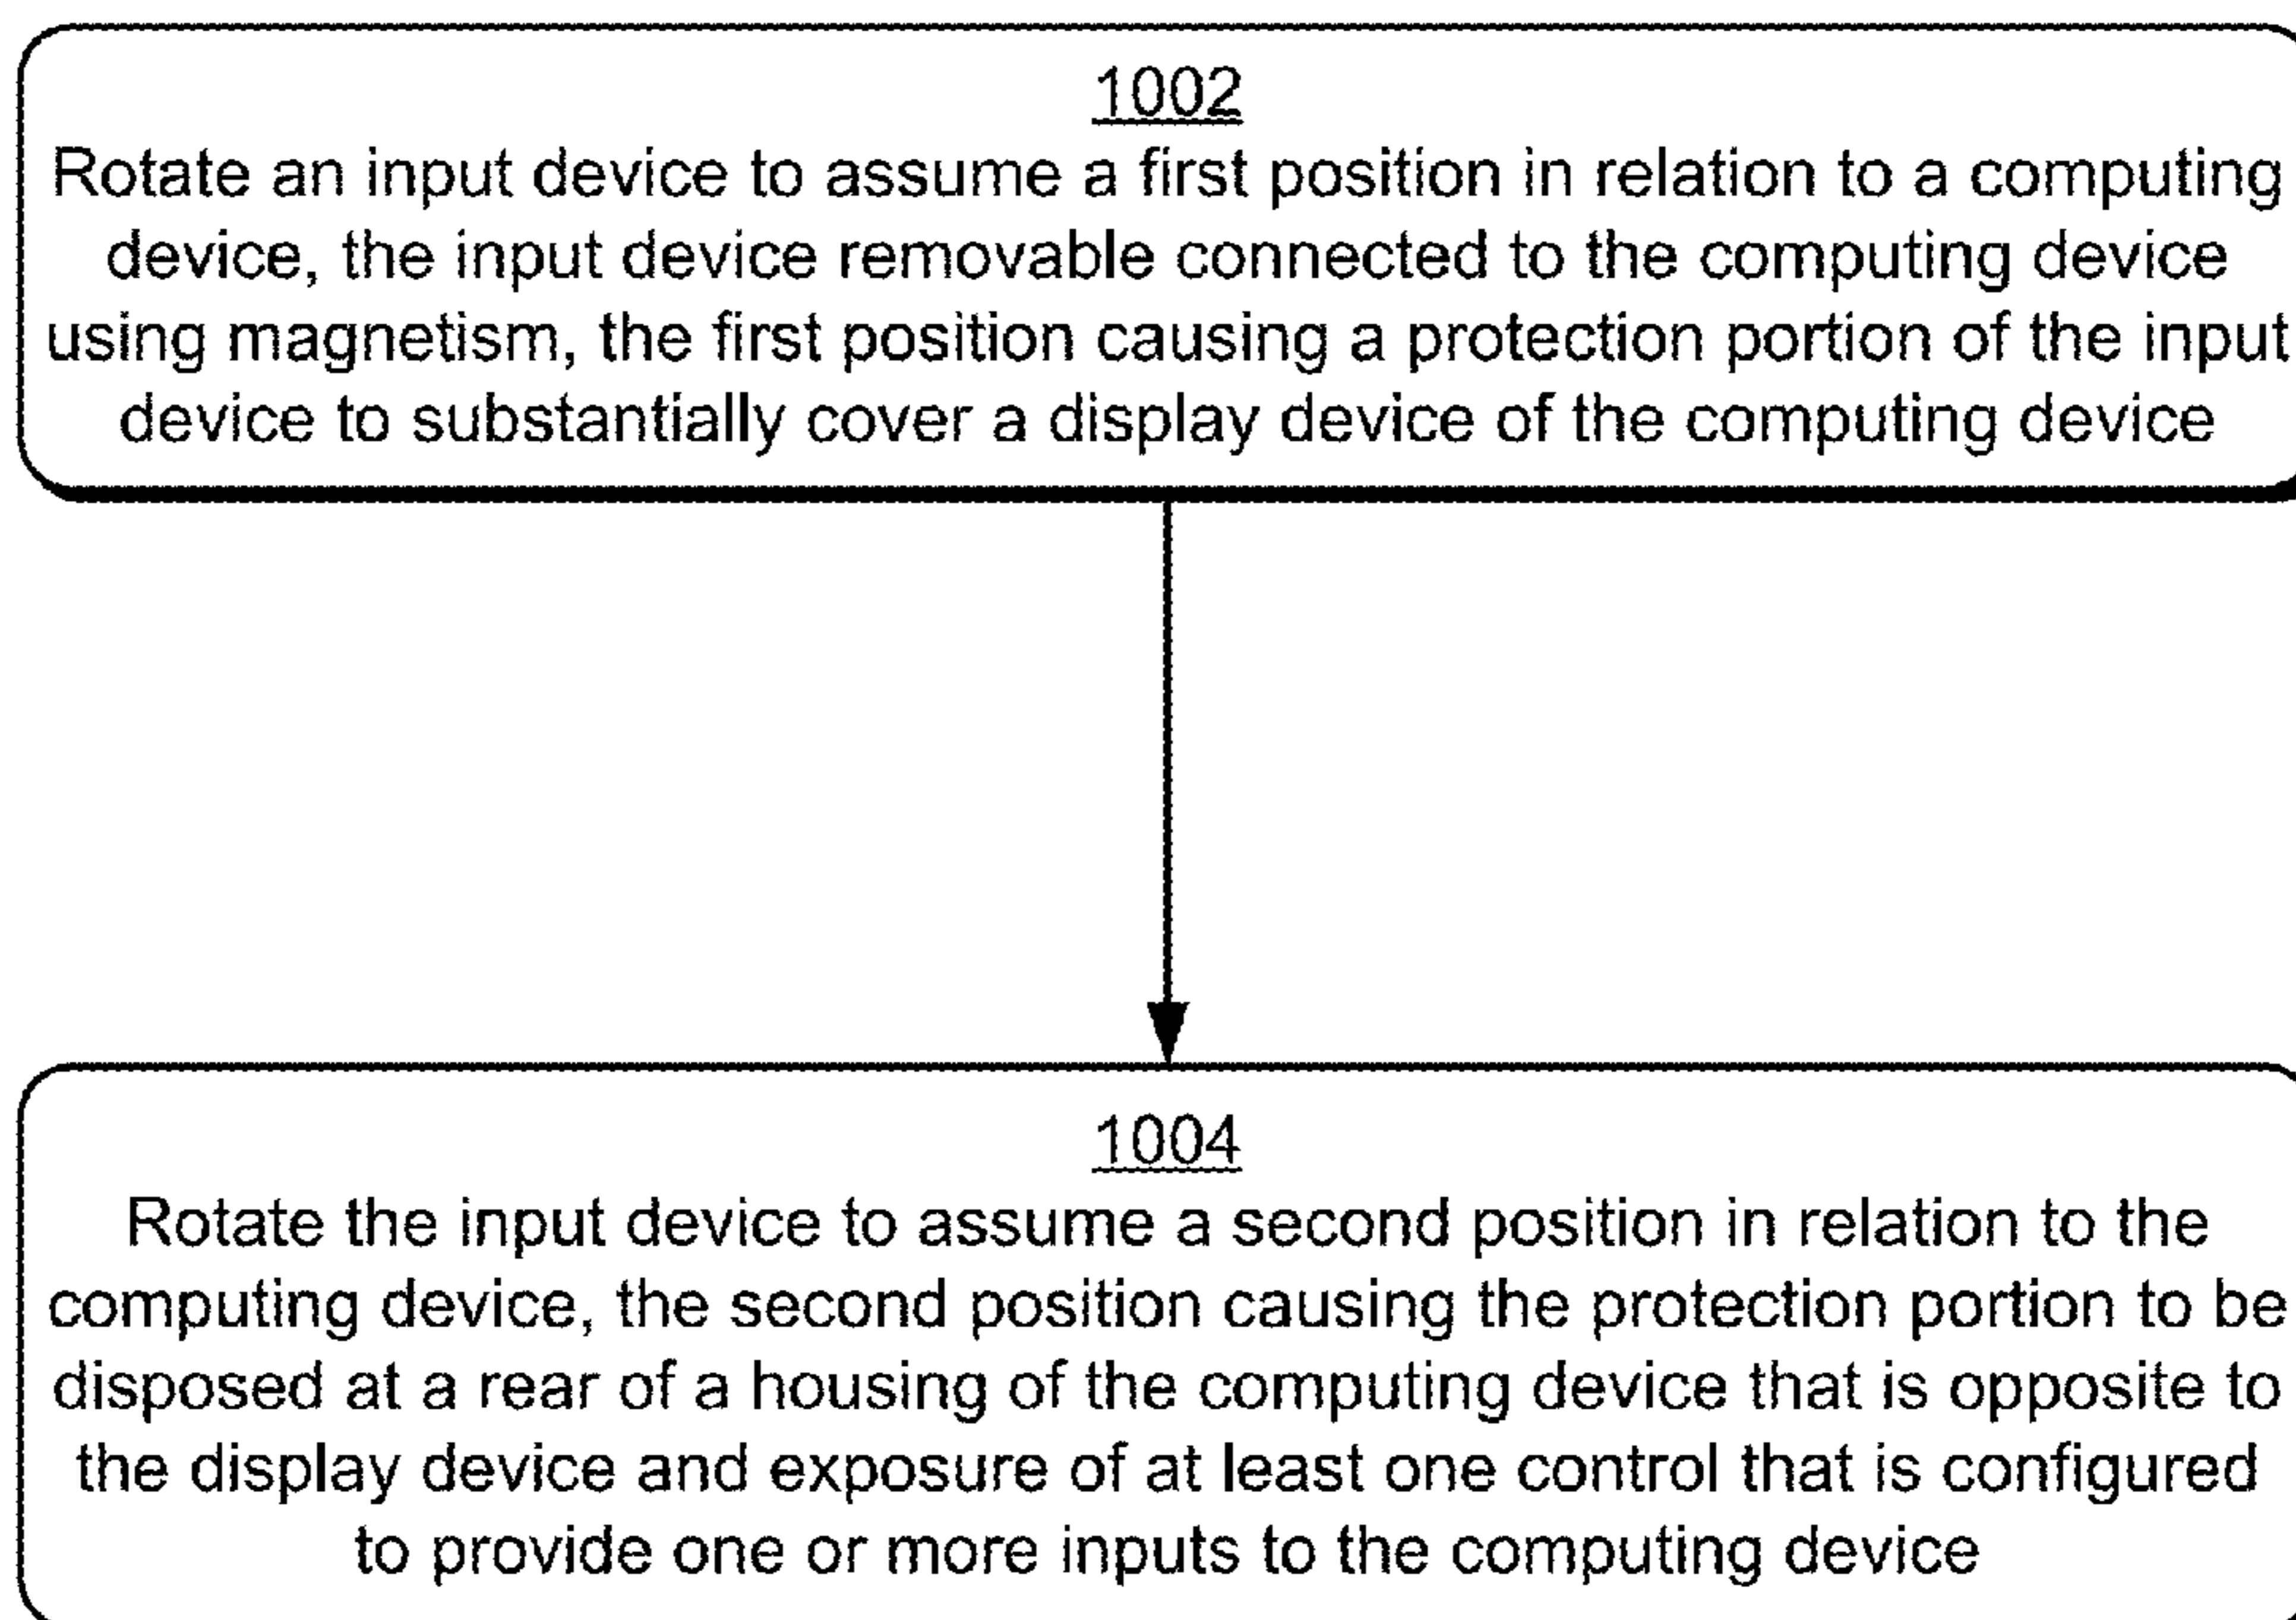 1002
Rotate an input device to assume a first position in relation to a computing
device, the input device removable connected to the computing device
using magnetism, the first position causing a protection portion of the input
device to substantially cover a display device of the computing device
1004
Rotate the input device to assume a second position in relation to the
computing device, the second position causing the protection portion to be
disposed at a rear of a housing of the computing device that is opposite to
the display device and exposure of at least one control that is configured
to provide one or more inputs to the computing device